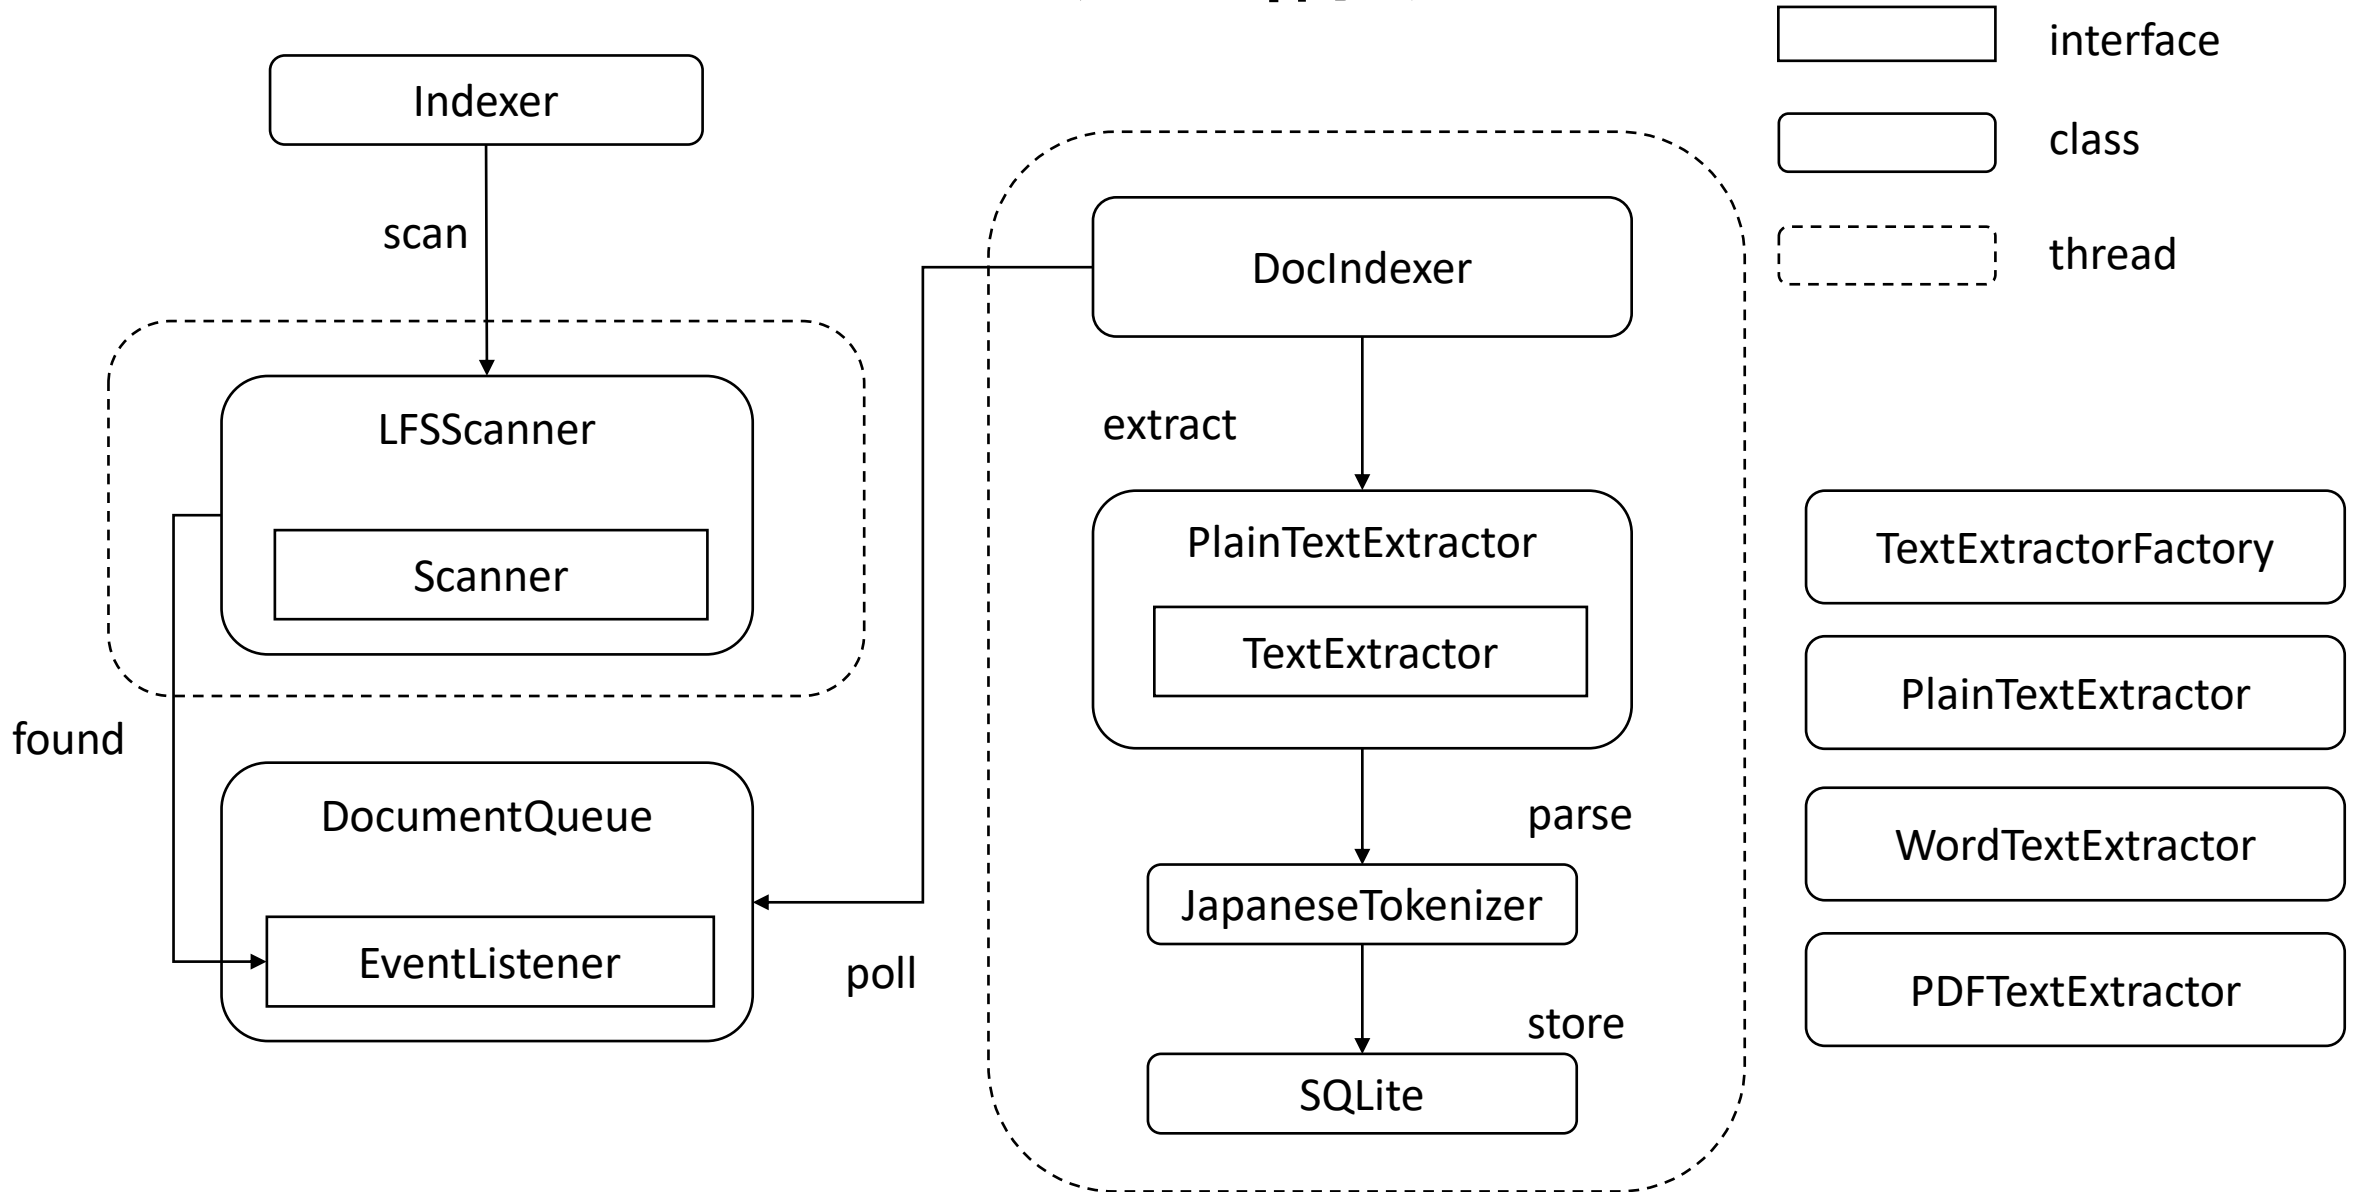 interface
Indexer
class
scan
DocIndexer
thread
LFSScanner
extract
Scanner
PlainTextExtractor
TextExtractor
TextExtractorFactory
PlainTextExtractor
found
DocumentQueue
parse
WordTextExtractor
JapaneseTokenizer
EventListener
poll
PDFTextExtractor
store
SQLite